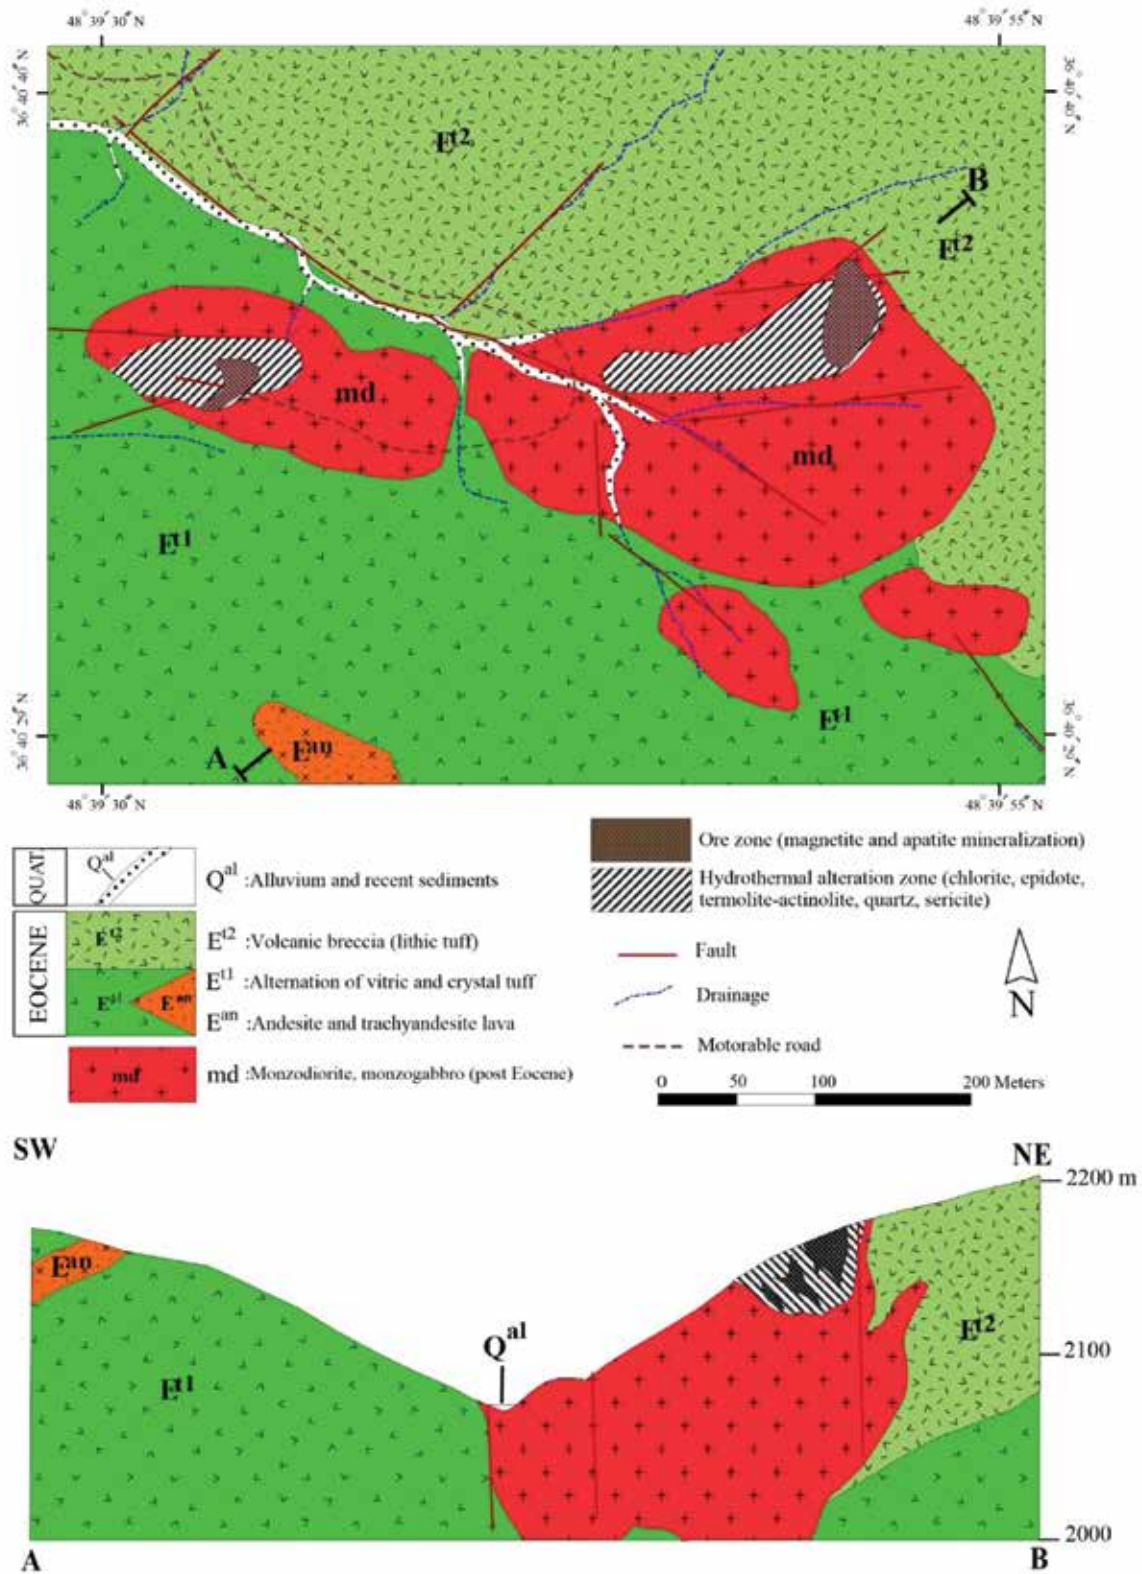 48° 39' 30" N
48° 39' 55" N
36° 40' 40" N
36° 40' 40" N
Et2
B
Et2
md
md
Et1
Et1
Ean
A
36° 40' 29" N
36° 40' 29" N
48° 39' 30" N
48° 39' 55" N
QUAT.
Qal
Qal :Alluvium and recent sediments
EOCENE
Et2
Et2 :Volcanic breccia (lithic tuff)
Et1
Ean
Et1 :Alternation of vitric and crystal tuff
Ean :Andesite and trachyandesite lava
md
md :Monzodiorite, monzogabbro (post Eocene)
Ore zone (magnetite and apatite mineralization)
Hydrothermal alteration zone (chlorite, epidote,
termolite-actinolite, quartz, sericite)
Fault
Drainage
Motorable road
N
0 50 100 200 Meters
SW
NE
2200 m
Ean
Qal
Et1
Et2
2100
2000
A
B